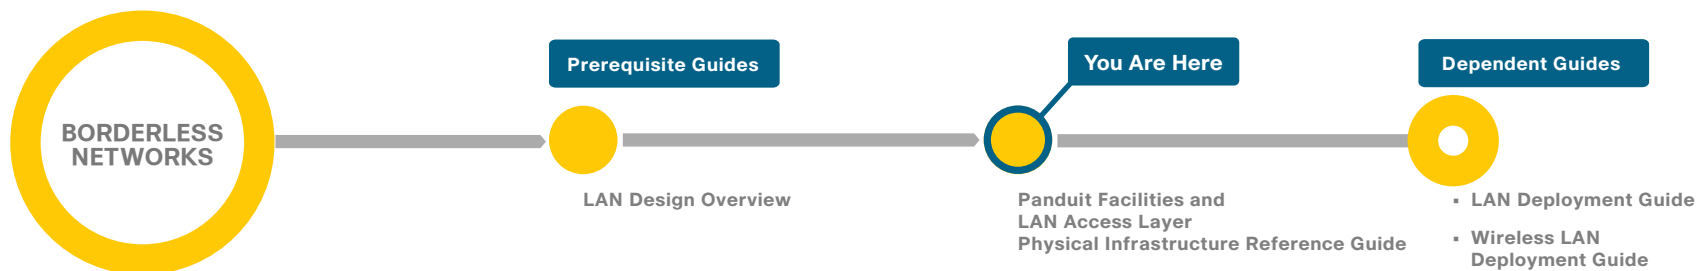 BORDERLESS
NETWORKS
Prerequisite Guides
LAN Design Overview
You Are Here
Panduit Facilities and
LAN Access Layer
Physical Infrastructure Reference Guide
Dependent Guides
▪ LAN Deployment Guide
▪ Wireless LAN
Deployment Guide